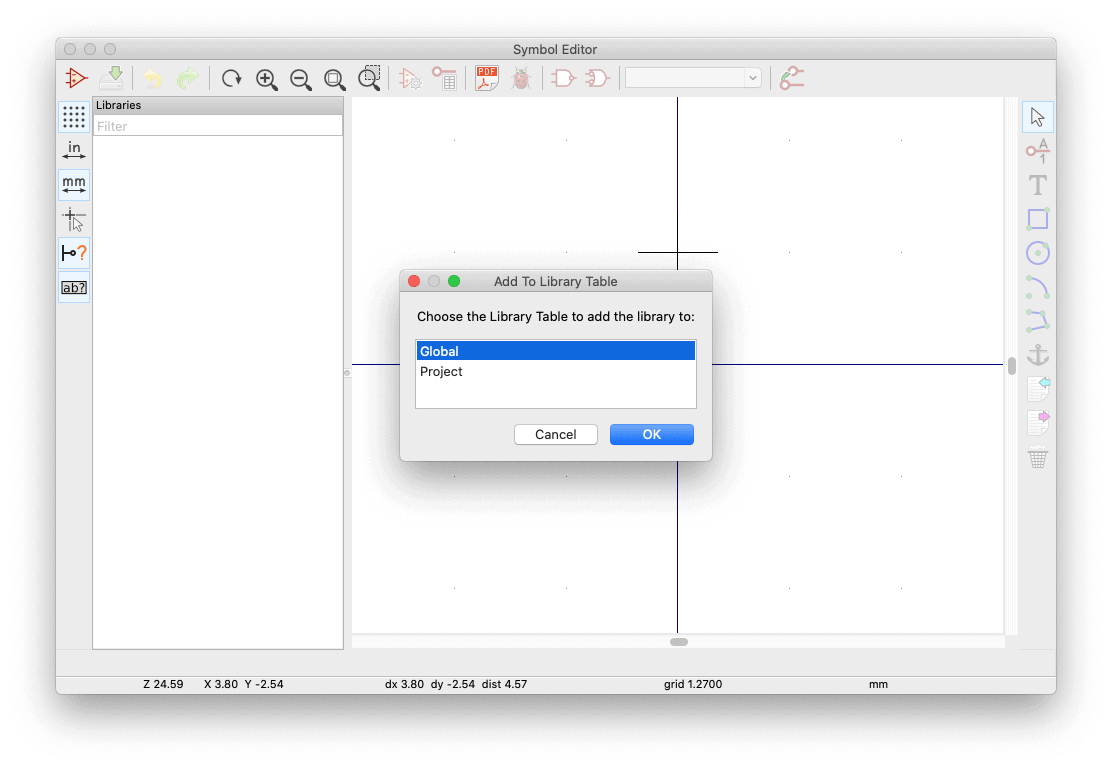 Symbol Editor
PDF
Libraries
Filter
in
mm
?
ab?
A
1
T
Add To Library Table
Choose the Library Table to add the library to:
Global
Project
Cancel
OK
Z 24.59 X 3.80 Y -2.54 dx 3.80 dy -2.54 dist 4.57 grid 1.2700 mm